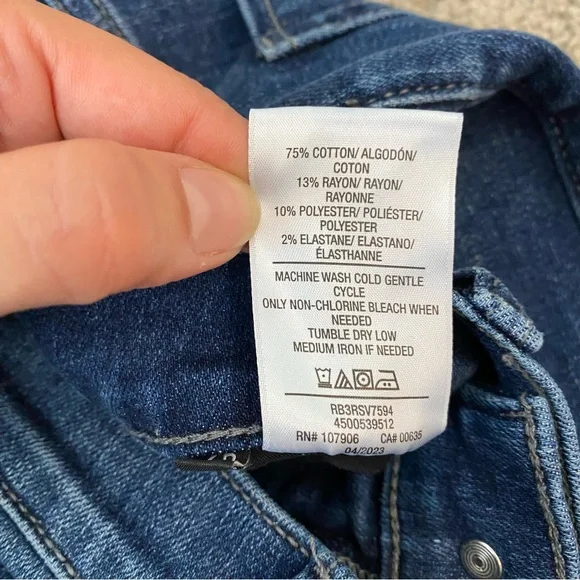 75% COTTON/ ALGODÓN/
COTON
13% RAYON/ RAYON/
RAYONNE
10% POLYESTER/ POLIÉSTER/
POLYESTER
2% ELASTANE/ ELASTANO/
ÉLASTHANNE
MACHINE WASH COLD GENTLE
CYCLE
ONLY NON-CHLORINE BLEACH WHEN
NEEDED
TUMBLE DRY LOW
MEDIUM IRON IF NEEDED
RB3RSV7594
4500539512
RN# 107906 CA# 00635
04/2023